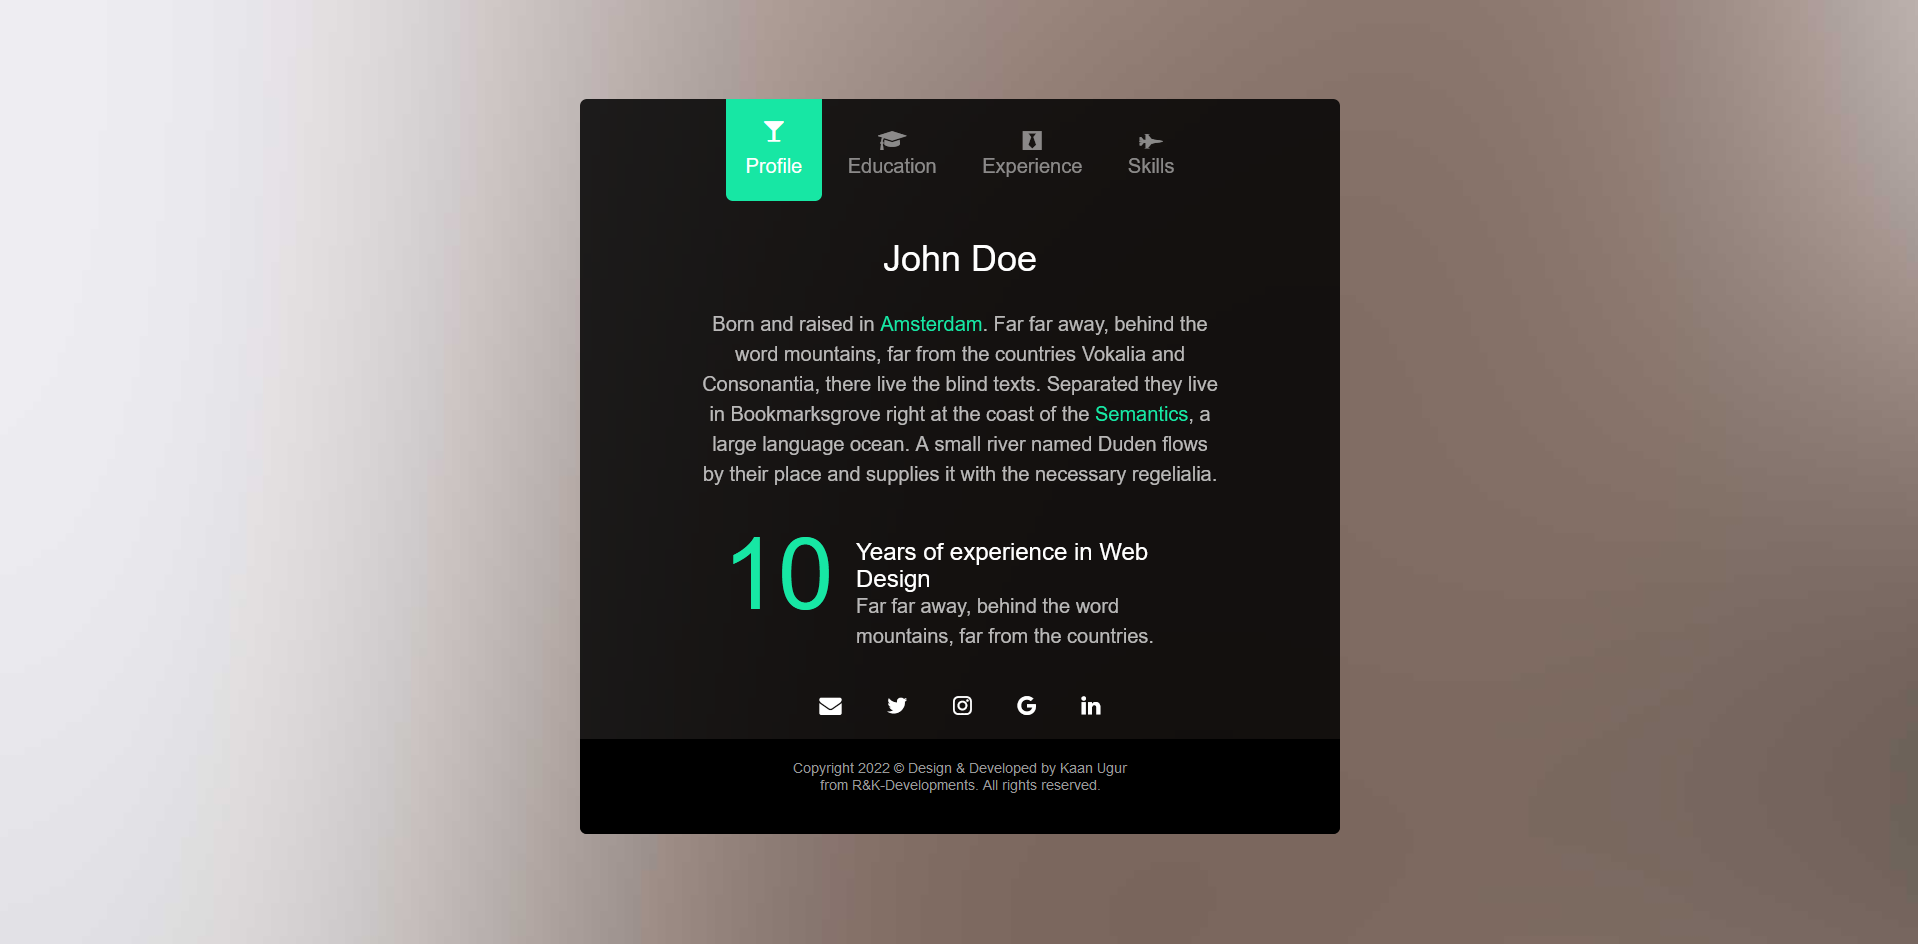 Profile
Education
Experience
Skills
John Doe
Born and raised in Amsterdam. Far far away, behind the
word mountains, far from the countries Vokalia and
Consonantia, there live the blind texts. Separated they live
in Bookmarksgrove right at the coast of the Semantics, a
large language ocean. A small river named Duden flows
by their place and supplies it with the necessary regelialia.
10
Years of experience in Web
Design
Far far away, behind the word
mountains, far from the countries.
Copyright 2022 © Design & Developed by Kaan Ugur
from R&K-Developments. All rights reserved.